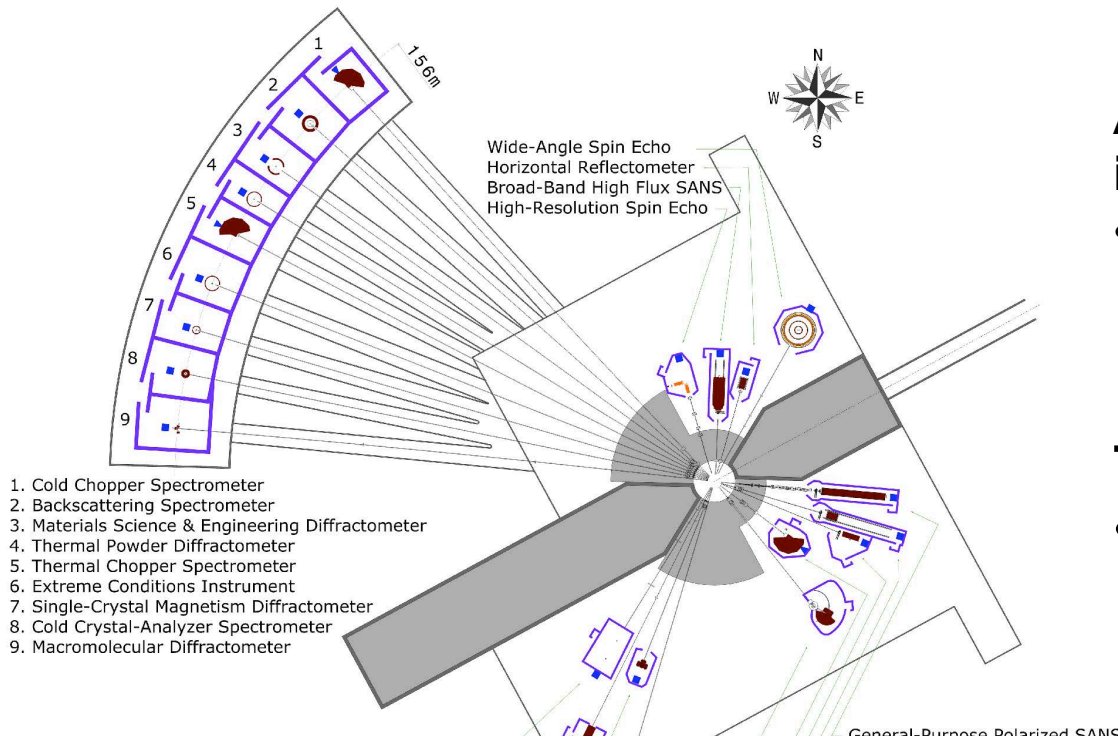 1
2
3
4
5
6
7
8
9
156m
N
W E
S
Wide-Angle Spin Echo
Horizontal Reflectometer
Broad-Band High Flux SANS
High-Resolution Spin Echo
1. Cold Chopper Spectrometer
2. Backscattering Spectrometer
3. Materials Science & Engineering Diffractometer
4. Thermal Powder Diffractometer
5. Thermal Chopper Spectrometer
6. Extreme Conditions Instrument
7. Single-Crystal Magnetism Diffractometer
8. Cold Crystal-Analyzer Spectrometer
9. Macromolecular Diffractometer
General-Purpose Polarized SANS